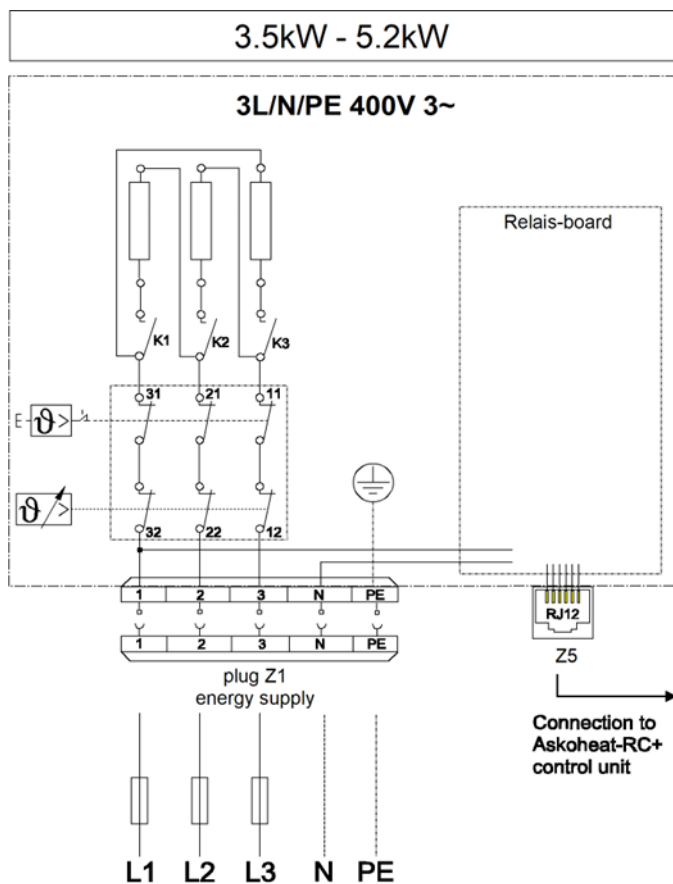 3.5kW - 5.2kW
3L/N/PE 400V 3~
Relais-board
K1 K2 K3
31 21 11
E ϑ >
ϑ >
32 22 12
1 2 3 N PE
RJ12
1 2 3 N PE
Z5
plug Z1
energy supply
Connection to
Askoheat-RC+
control unit
L1 L2 L3 N PE